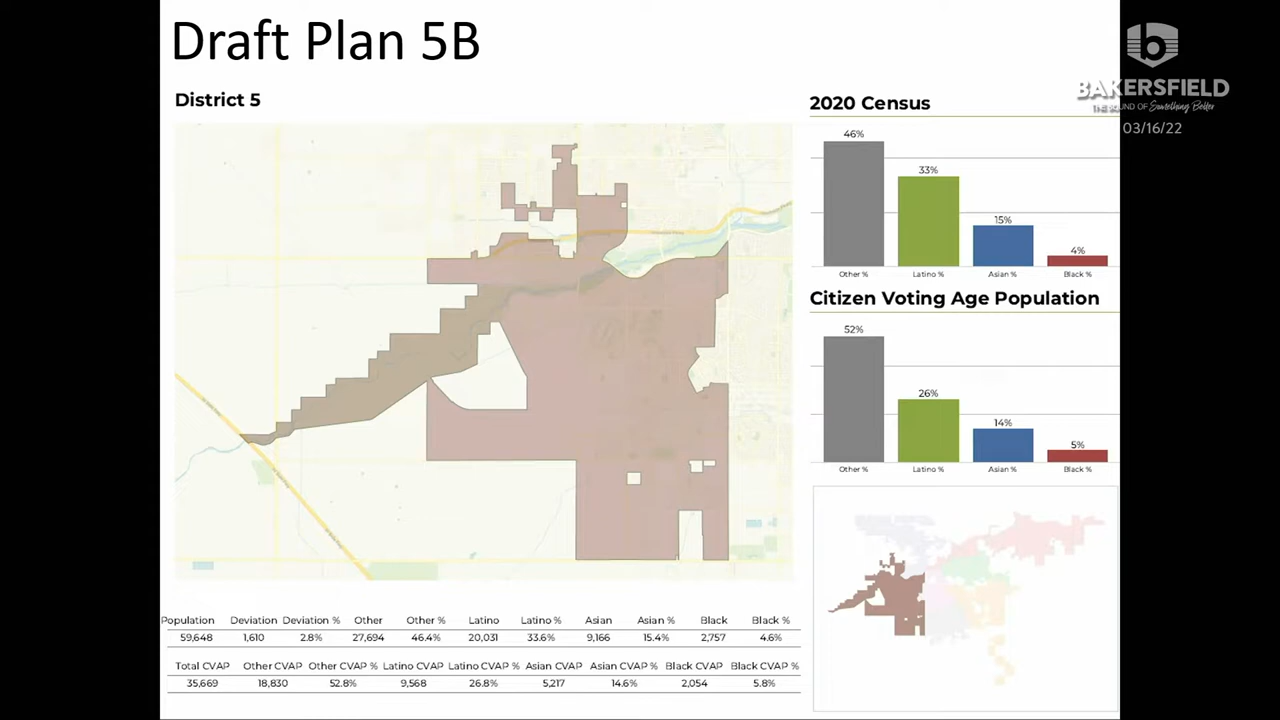 Draft Plan 5B
District 5
2020 Census
46%
33%
15%
4%
Other %
Latino %
Asian %
Black %
Citizen Voting Age Population
52%
26%
14%
5%
Other %
Latino %
Asian %
Black %
Population Deviation Deviation % Other Other % Latino Latino % Asian Asian % Black Black %
59,648 1,610 2.8% 27,694 46.4% 20,031 33.6% 9,166 15.4% 2,757 4.6%
Total CVAP Other CVAP Other CVAP % Latino CVAP Latino CVAP % Asian CVAP Asian CVAP % Black CVAP Black CVAP %
35,669 18,830 52.8% 9,568 26.8% 5,217 14.6% 2,054 5.8%
b
BAKERSFIELD
THE SOUND OF Something Better
03/16/22